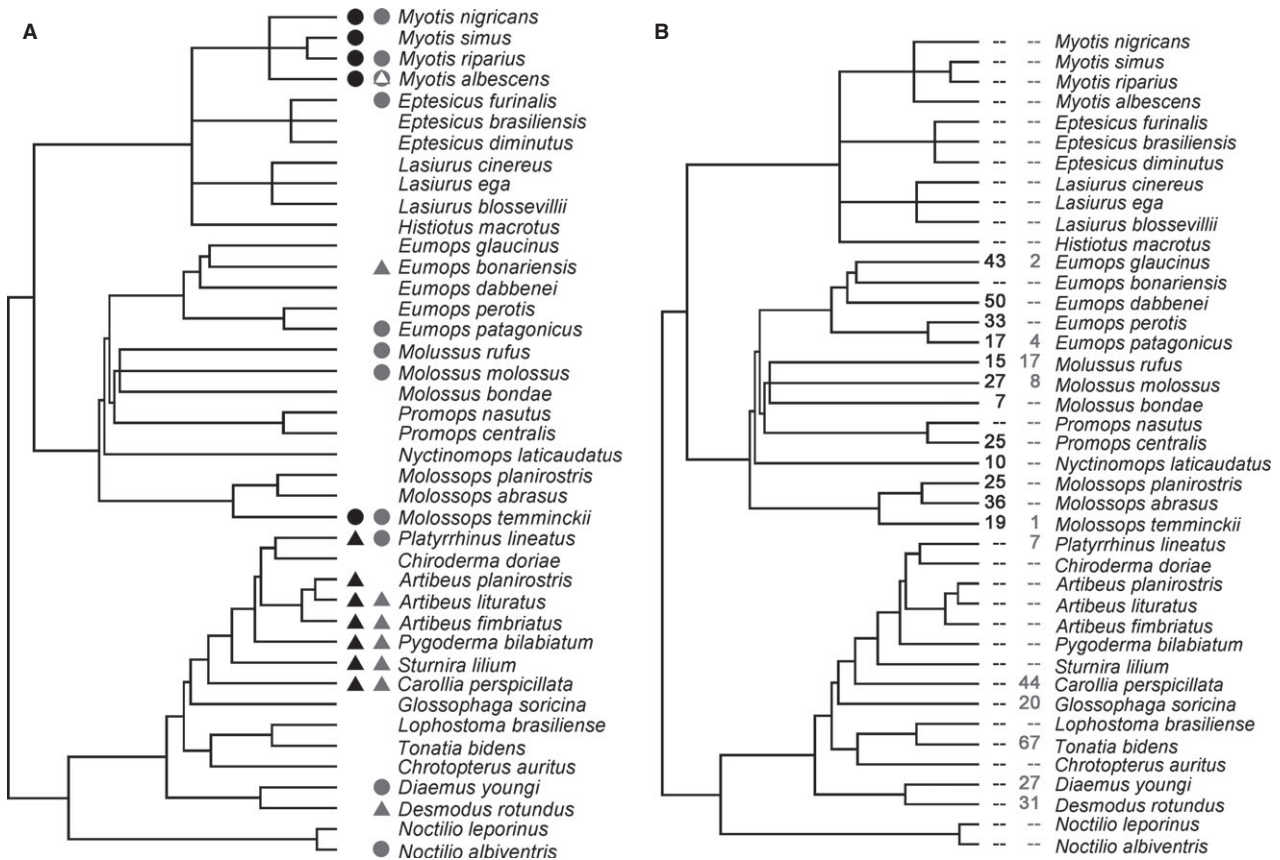 A
Myotis nigricans
Myotis simus
Myotis riparius
Myotis albescens
Eptesicus furinalis
Eptesicus brasiliensis
Eptesicus diminutus
Lasiurus cinereus
Lasiurus ega
Lasiurus blossevillii
Histiotus macrotus
Eumops glaucinus
Eumops bonariensis
Eumops dabbenei
Eumops perotis
Eumops patagonicus
Molussus rufus
Molossus molossus
Molossus bondae
Promops nasutus
Promops centralis
Nyctinomops laticaudatus
Molossops planirostris
Molossops abrasus
Molossops temminckii
Platyrrhinus lineatus
Chiroderma doriae
Artibeus planirostris
Artibeus lituratus
Artibeus fimbriatus
Pygoderma bilabiatum
Sturnira lilium
Carollia perspicillata
Glossophaga soricina
Lophostoma brasiliense
Tonatia bidens
Chrotopterus auritus
Diaemus youngi
Desmodus rotundus
Noctilio leporinus
Noctilio albiventris
B
-- -- Myotis nigricans
-- -- Myotis simus
-- -- Myotis riparius
-- -- Myotis albescens
-- -- Eptesicus furinalis
-- -- Eptesicus brasiliensis
-- -- Eptesicus diminutus
-- -- Lasiurus cinereus
-- -- Lasiurus ega
-- -- Lasiurus blossevillii
-- -- Histiotus macrotus
43 2 Eumops glaucinus
-- -- Eumops bonariensis
50 -- Eumops dabbenei
33 -- Eumops perotis
17 4 Eumops patagonicus
15 17 Molussus rufus
27 8 Molossus molossus
7 -- Molossus bondae
-- -- Promops nasutus
25 -- Promops centralis
10 -- Nyctinomops laticaudatus
25 -- Molossops planirostris
36 -- Molossops abrasus
19 1 Molossops temminckii
-- 7 Platyrrhinus lineatus
-- -- Chiroderma doriae
-- -- Artibeus planirostris
-- -- Artibeus lituratus
-- -- Artibeus fimbriatus
-- -- Pygoderma bilabiatum
-- -- Sturnira lilium
-- 44 Carollia perspicillata
-- 20 Glossophaga soricina
-- -- Lophostoma brasiliense
-- 67 Tonatia bidens
-- -- Chrotopterus auritus
-- 27 Diaemus youngi
-- 31 Desmodus rotundus
-- -- Noctilio leporinus
-- -- Noctilio albiventris